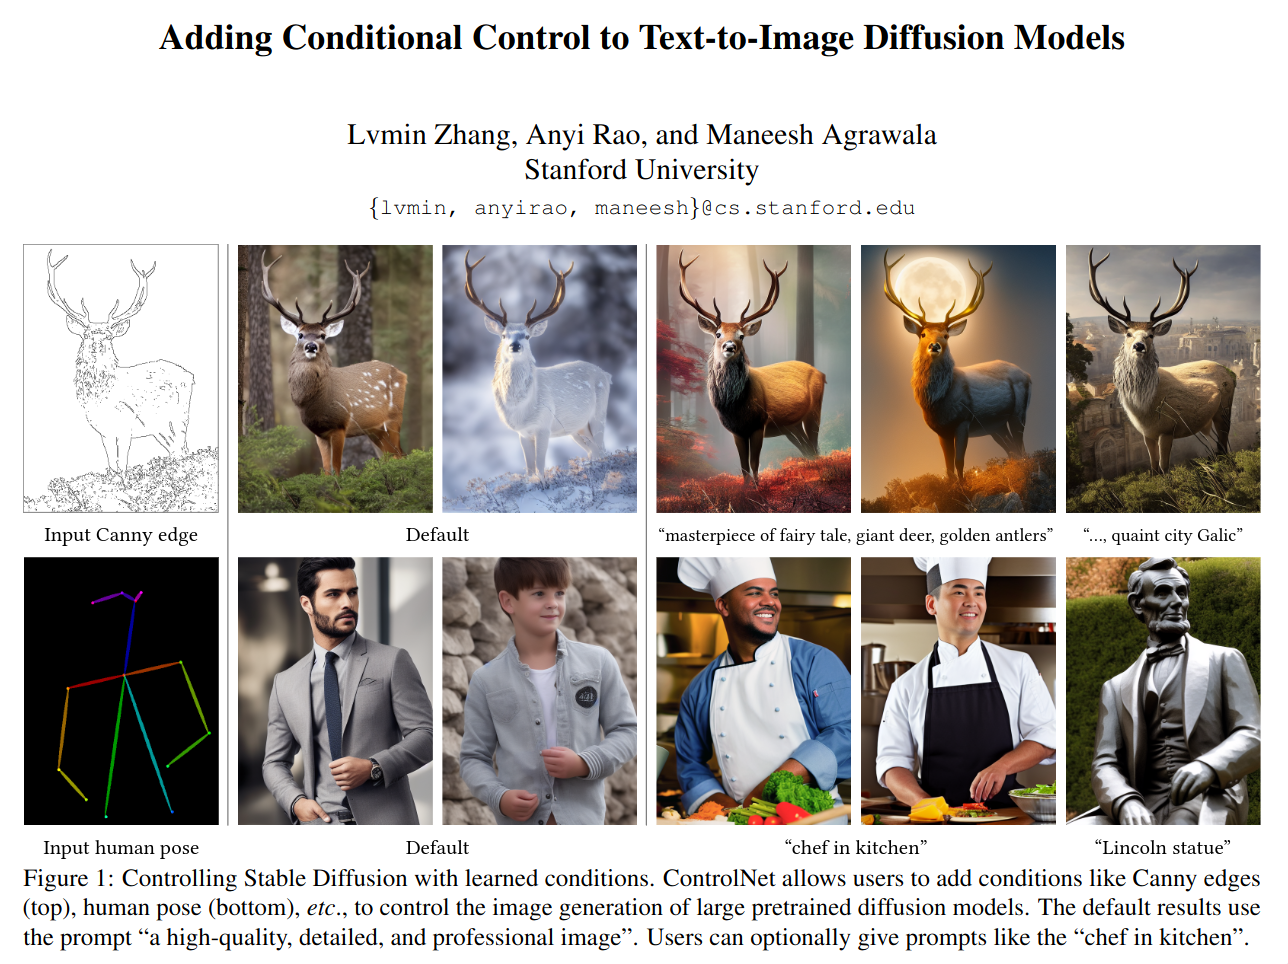 Adding Conditional Control to Text-to-Image Diffusion Models
Lvmin Zhang, Anyi Rao, and Maneesh Agrawala
Stanford University
{lvmin, anyirao, maneesh}@cs.stanford.edu
Input Canny edge
Default
“masterpiece of fairy tale, giant deer, golden antlers”
“..., quaint city Galic”
Input human pose
Default
“chef in kitchen”
“Lincoln statue”
Figure 1: Controlling Stable Diffusion with learned conditions. ControlNet allows users to add conditions like Canny edges
(top), human pose (bottom), etc., to control the image generation of large pretrained diffusion models. The default results use
the prompt “a high-quality, detailed, and professional image”. Users can optionally give prompts like the “chef in kitchen”.